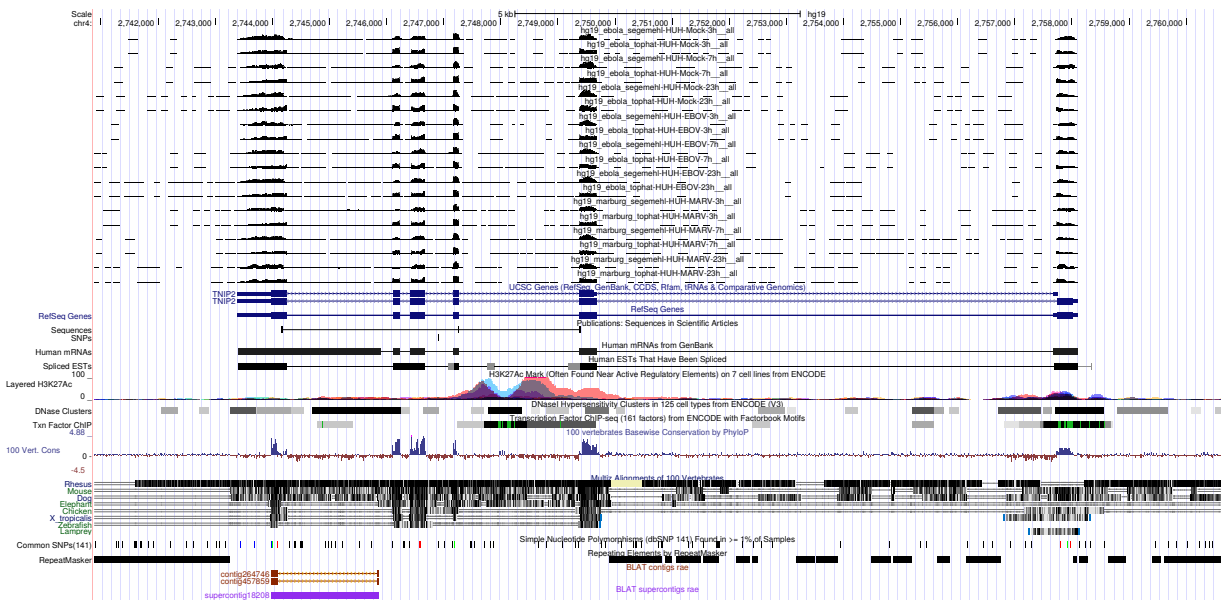 Scale 5 kb hg19
chr4: 2,742,000 2,743,000 2,744,000 2,745,000 2,746,000 2,747,000 2,748,000 2,749,000 2,750,000 2,751,000 2,752,000 2,753,000 2,754,000 2,755,000 2,756,000 2,757,000 2,758,000 2,759,000 2,760,000
hg19_ebola_segemehl-HUH-Mock-3h__all
hg19_ebola_tophat-HUH-Mock-3h__all
hg19_ebola_segemehl-HUH-Mock-7h__all
hg19_ebola_tophat-HUH-Mock-7h__all
hg19_ebola_segemehl-HUH-Mock-23h__all
hg19_ebola_tophat-HUH-Mock-23h__all
hg19_ebola_segemehl-HUH-EBOV-3h__all
hg19_ebola_tophat-HUH-EBOV-3h__all
hg19_ebola_segemehl-HUH-EBOV-7h__all
hg19_ebola_tophat-HUH-EBOV-7h__all
hg19_ebola_segemehl-HUH-EBOV-23h__all
hg19_ebola_tophat-HUH-EBOV-23h__all
hg19_marburg_segemehl-HUH-MARV-3h__all
hg19_marburg_tophat-HUH-MARV-3h__all
hg19_marburg_segemehl-HUH-MARV-7h__all
hg19_marburg_tophat-HUH-MARV-7h__all
hg19_marburg_segemehl-HUH-MARV-23h__all
hg19_marburg_tophat-HUH-MARV-23h__all
UCSC Genes (RefSeq, GenBank, CCDS, Rfam, tRNAs & Comparative Genomics)
TNIP2
TNIP2
RefSeq Genes
RefSeq Genes
Publications: Sequences in Scientific Articles
Sequences
SNPs
Human mRNAs from GenBank
Human mRNAs
Human ESTs That Have Been Spliced
Spliced ESTs
H3K27Ac Mark (Often Found Near Active Regulatory Elements) on 7 cell lines from ENCODE
100
Layered H3K27Ac
0
DNaseI Hypersensitivity Clusters in 125 cell types from ENCODE (V3)
DNase Clusters
Transcription Factor ChIP-seq (161 factors) from ENCODE with Factorbook Motifs
Txn Factor ChIP
100 vertebrates Basewise Conservation by PhyloP
4.88
100 Vert. Cons
0
-4.5
Multiz Alignments of 100 Vertebrates
Rhesus
Mouse
Dog
Elephant
Chicken
X_tropicalis
Zebrafish
Lamprey
Simple Nucleotide Polymorphisms (dbSNP 141) Found in >= 1% of Samples
Common SNPs(141)
Repeating Elements by RepeatMasker
RepeatMasker
BLAT contigs rae
contig264746
contig457859
BLAT supercontigs rae
supercontig18208